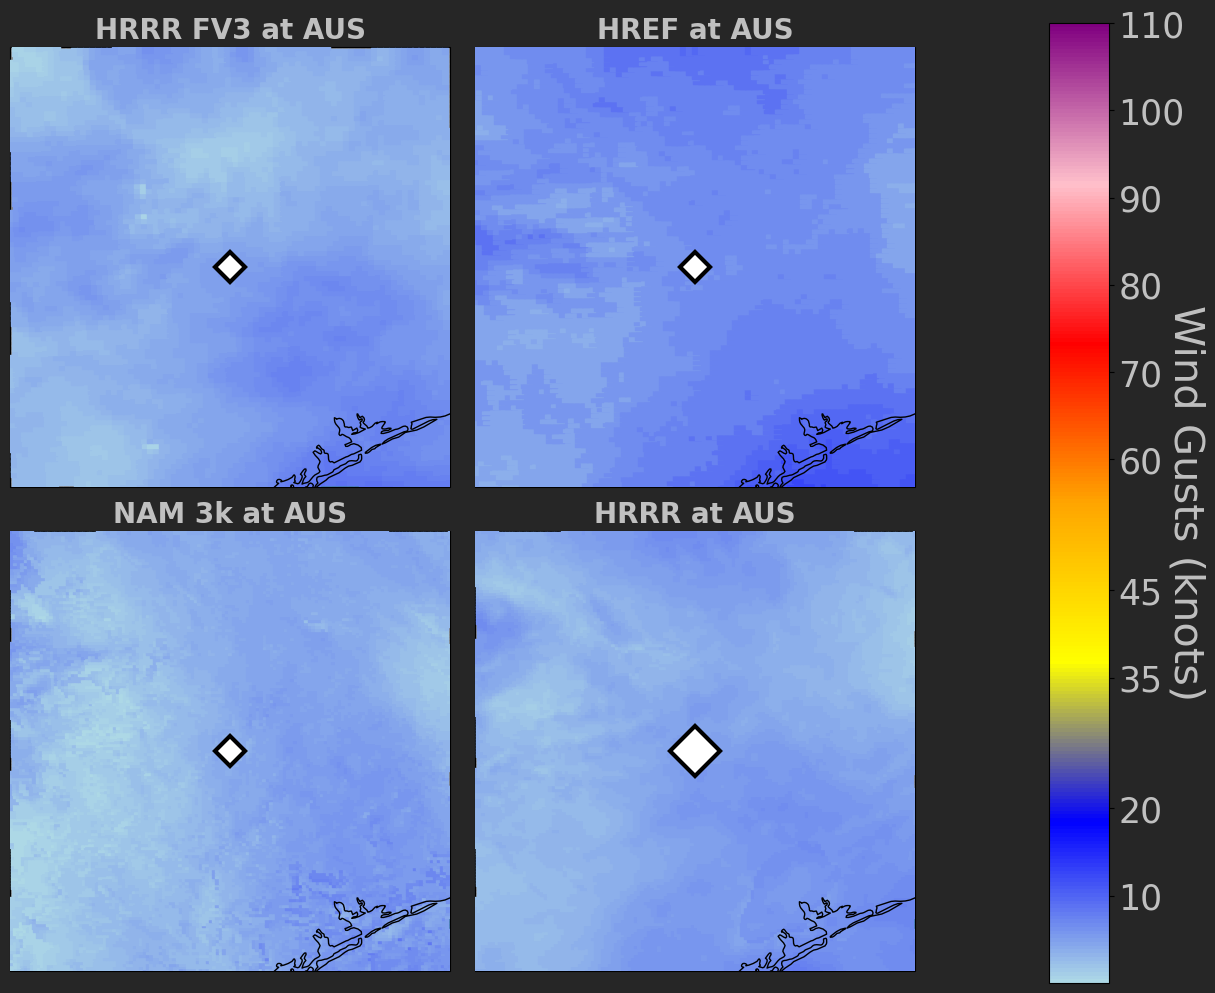 HRRR FV3 at AUS
HREF at AUS
NAM 3k at AUS
HRRR at AUS
110
100
90
80
70
60
45
35
20
10
Wind Gusts (knots)